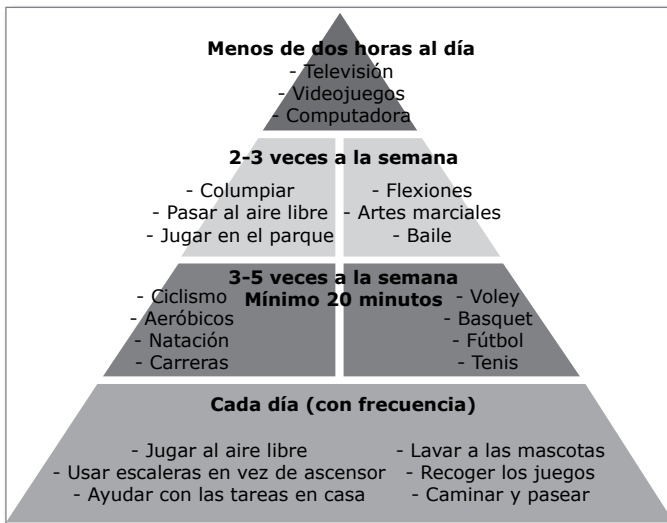 Menos de dos horas al día
- Televisión
- Videojuegos
- Computadora
2-3 veces a la semana
- Columpiar
- Pasar al aire libre
- Jugar en el parque
- Flexiones
- Artes marciales
- Baile
3-5 veces a la semana
Mínimo 20 minutos
- Ciclismo
- Aeróbicos
- Natación
- Carreras
- Voley
- Basquet
- Fútbol
- Tenis
Cada día (con frecuencia)
- Jugar al aire libre
- Usar escaleras en vez de ascensor
- Ayudar con las tareas en casa
- Lavar a las mascotas
- Recoger los juegos
- Caminar y pasear